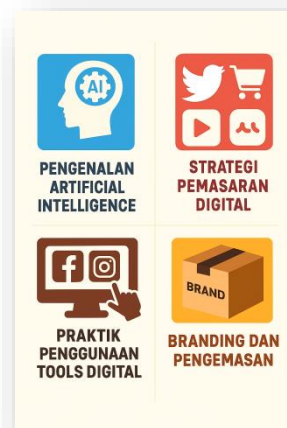 AI
PENGENALAN
ARTIFICIAL
INTELLIGENCE
STRATEGI
PEMASARAN
DIGITAL
PRAKTIK
PENGGUNAAN
TOOLS DIGITAL
BRAND
BRANDING DAN
PENGEMASAN